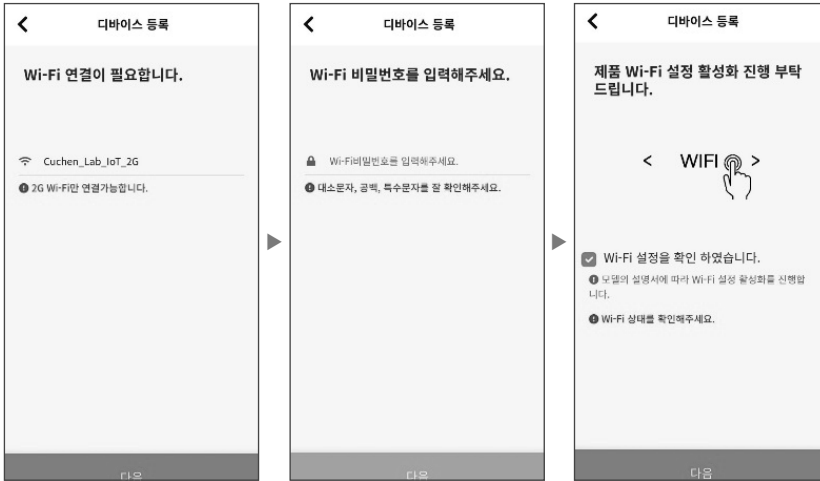 디바이스 등록
Wi-Fi 연결이 필요합니다.
Cuchen_Lab_IoT_2G
2G Wi-Fi만 연결가능합니다.
다음
디바이스 등록
Wi-Fi 비밀번호를 입력해주세요.
Wi-Fi비밀번호를 입력해주세요.
대소문자, 공백, 특수문자를 잘 확인해주세요.
다음
디바이스 등록
제품 Wi-Fi 설정 활성화 진행 부탁
드립니다.
< WIFI >
Wi-Fi 설정을 확인 하였습니다.
모델의 설명서에 따라 Wi-Fi 설정 활성화를 진행합
니다.
Wi-Fi 상태를 확인해주세요.
다음